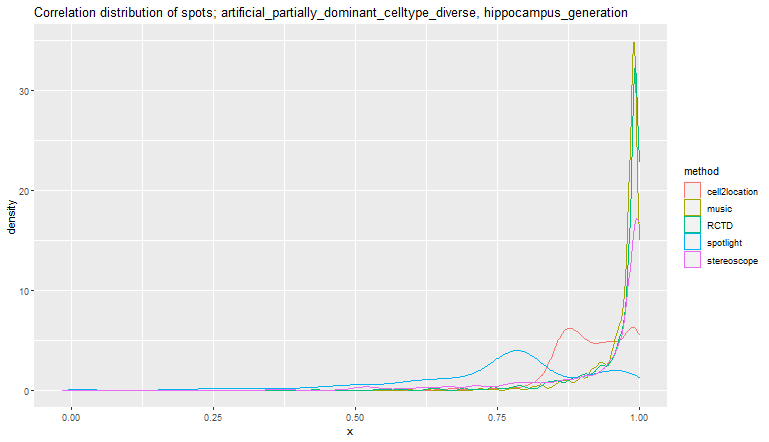 Correlation distribution of spots; artificial_partially_dominant_celltype_diverse, hippocampus_generation
30
20
10
0
density
0.00 0.25 0.50 0.75 1.00
x
method
cell2location
music
RCTD
spotlight
stereoscope